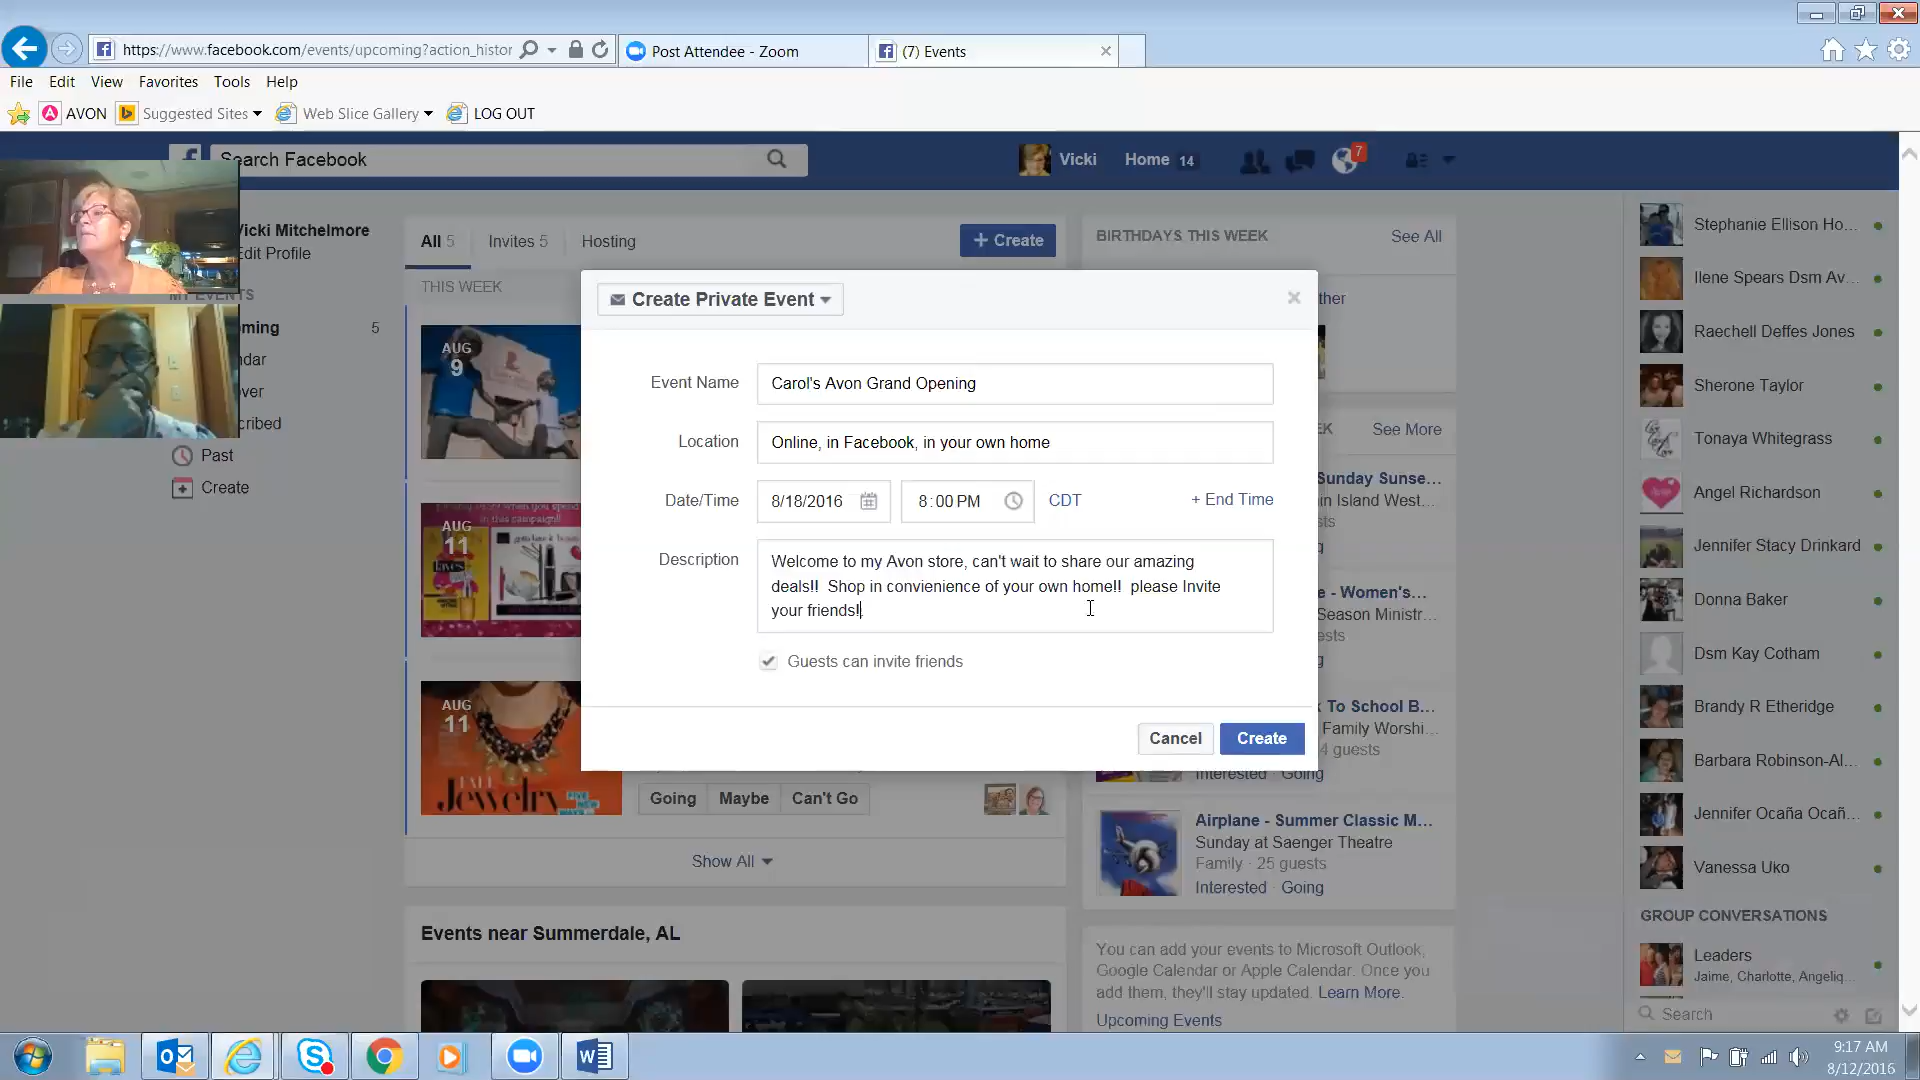 https://www.facebook.com/events/upcoming?action_histor
Post Attendee - Zoom
(7) Events
File Edit View Favorites Tools Help
AVON
Suggested Sites
Web Slice Gallery
LOG OUT
Search Facebook
Vicki
Home 14
7
Vicki Mitchelmore
Edit Profile
All 5
Invites 5
Hosting
+ Create
BIRTHDAYS THIS WEEK
See All
THIS WEEK
5
Past
Create
AUG
9
AUG
11
AUG
11
FALL
Jewelry
Create Private Event
Event Name
Carol's Avon Grand Opening
Location
Online, in Facebook, in your own home
Date/Time
8/18/2016
8:00 PM
CDT
+ End Time
Description
Welcome to my Avon store, can't wait to share our amazing
deals!!  Shop in convienience of your own home!!  please Invite
your friends!
Guests can invite friends
Cancel
Create
See More
Sunday Sunse...
n Island West...
e - Women's...
Season Ministr...
To School B...
Family Worshi...
4 guests
Interested · Going
Going
Maybe
Can't Go
Airplane - Summer Classic M...
Sunday at Saenger Theatre
Family · 25 guests
Interested · Going
Show All
Events near Summerdale, AL
You can add your events to Microsoft Outlook,
Google Calendar or Apple Calendar. Once you
add them, they'll stay updated. Learn More.
Upcoming Events
Stephanie Ellison Ho...
Ilene Spears Dsm Av...
Raechell Deffes Jones
Sherone Taylor
Tonaya Whitegrass
Angel Richardson
Jennifer Stacy Drinkard
Donna Baker
Dsm Kay Cotham
Brandy R Etheridge
Barbara Robinson-Al...
Jennifer Ocaña Ocañ...
Vanessa Uko
GROUP CONVERSATIONS
Leaders
Jaime, Charlotte, Angeliq...
Search
9:17 AM
8/12/2016